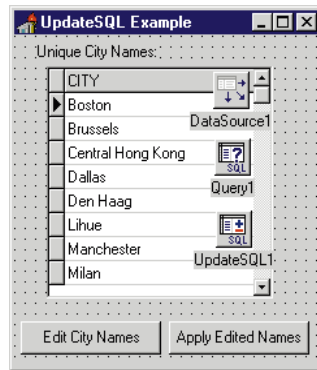 UpdateSQL Example
Unique City Names:
CITY
Boston
Brussels
DataSource1
Central Hong Kong
SQL
Dallas
Query1
Den Haag
Lihue
SQL
Manchester
UpdateSQL1
Milan
Edit City Names
Apply Edited Names